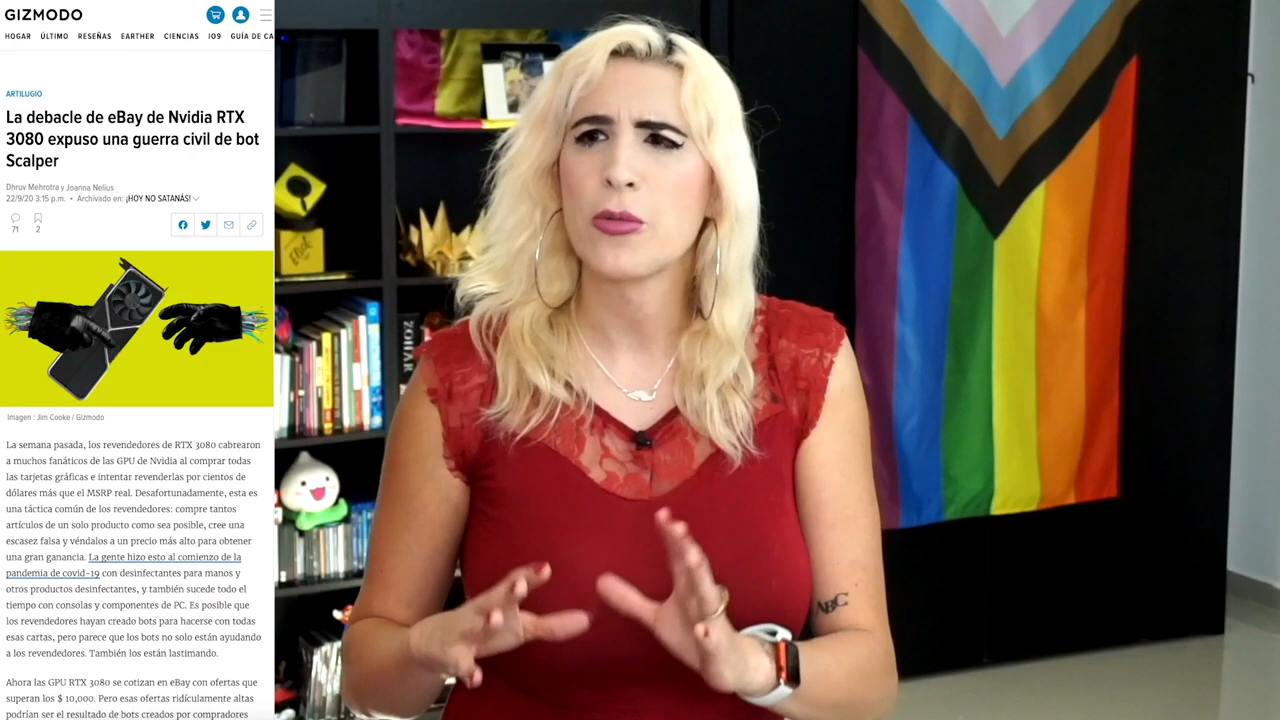 GIZMODO
HOGAR ÚLTIMO RESEÑAS EARTHER CIENCIAS IO9 GUÍA DE CA
ARTILUGIO
La debacle de eBay de Nvidia RTX
3080 expuso una guerra civil de bot
Scalper
Dhruv Mehrotra y Joanna Nelius
22/9/20 3:15 p.m. • Archivado en: ¡HOY NO SATANÁS!
71 2
Imagen : Jim Cooke / Gizmodo
La semana pasada, los revendedores de RTX 3080 cabrearon
a muchos fanáticos de las GPU de Nvidia al comprar todas
las tarjetas gráficas e intentar revenderlas por cientos de
dólares más que el MSRP real. Desafortunadamente, esta es
una táctica común de los revendedores: compre tantos
artículos de un solo producto como sea posible, cree una
escasez falsa y véndalos a un precio más alto para obtener
una gran ganancia. La gente hizo esto al comienzo de la
pandemia de covid-19 con desinfectantes para manos y
otros productos desinfectantes, y también sucede todo el
tiempo con consolas y componentes de PC. Es posible que
los revendedores hayan creado bots para hacerse con todas
esas cartas, pero parece que los bots no solo están ayudando
a los revendedores. También los están lastimando.
Ahora las GPU RTX 3080 se cotizan en eBay con ofertas que
superan los $ 10,000. Pero esas ofertas ridículamente altas
podrían ser el resultado de bots creados por compradores
ZOHAR
ABC